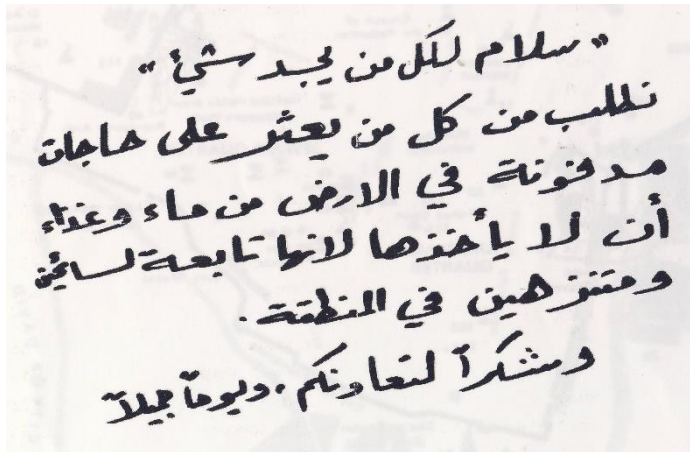 "سلام لكل من يجد شيئ"
نطلب من كل من يعثر على حاجات
مدفونة في الارض من ماء وغذاء
أن لا يأخذها لانها تابعة لسائحين
ومتنزهين في المنطقة.
وشكراً لتعاونكم، ويوماً جميلاً